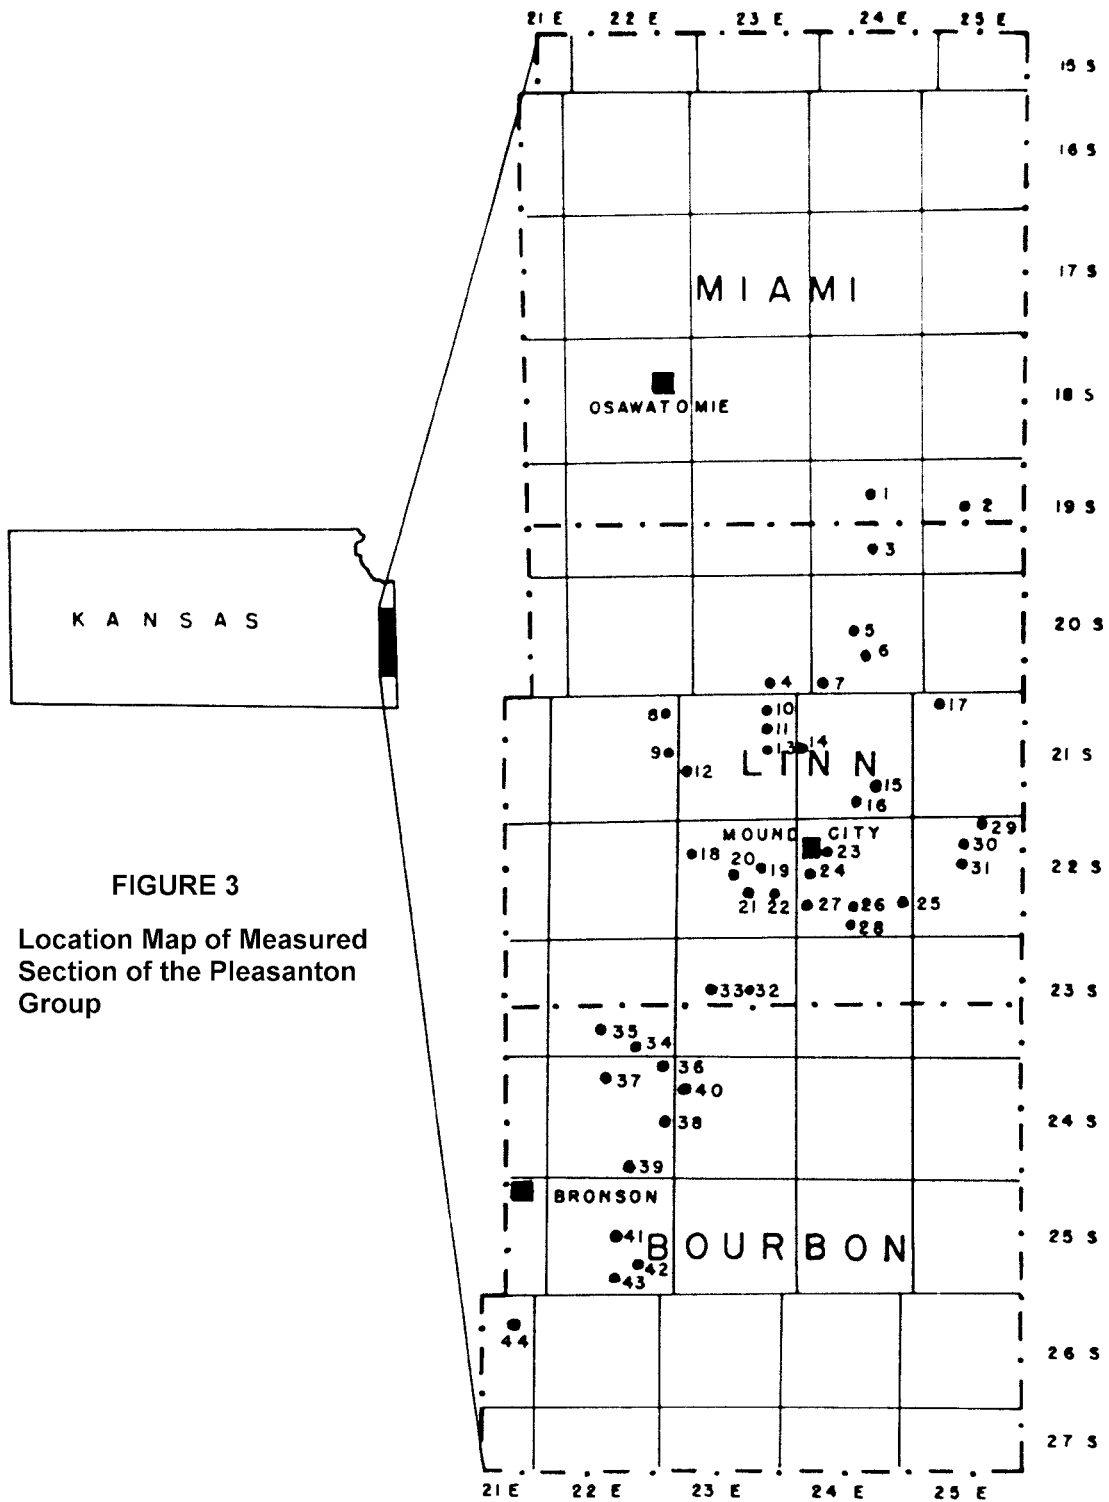 21 E 22 E 23 E 24 E 25 E
15 S
16 S
17 S
MIAMI
18 S
OSAWATOMIE
1
2
19 S
3
KANSAS
5
20 S
6
4
7
8
10
17
11
9
13
14
21 S
LINN
12
15
16
29
MOUND CITY
30
18
20
23
19
24
31
22 S
21
22
27
26
25
28
FIGURE 3
Location Map of Measured
Section of the Pleasanton
Group
33
32
23 S
35
34
36
37
40
38
24 S
39
BRONSON
41
BOURBON
25 S
42
43
44
26 S
27 S
21 E 22 E 23 E 24 E 25 E